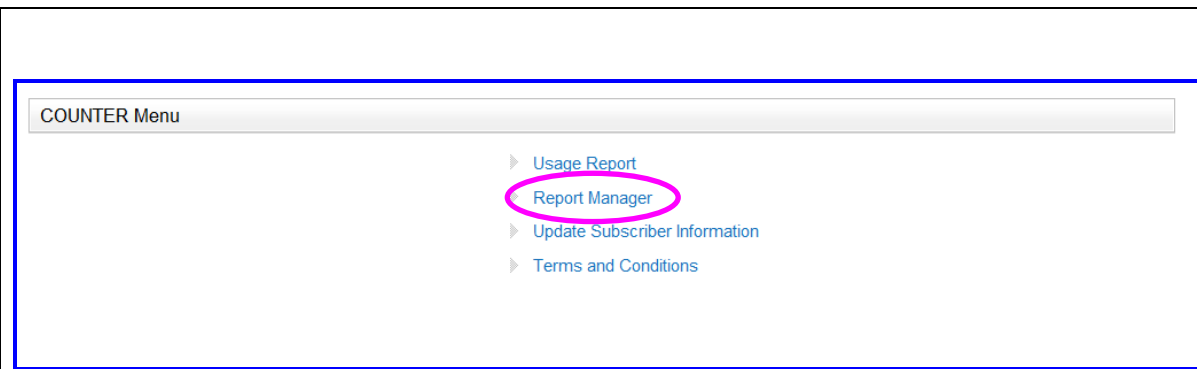 COUNTER Menu
Usage Report
Report Manager
Update Subscriber Information
Terms and Conditions